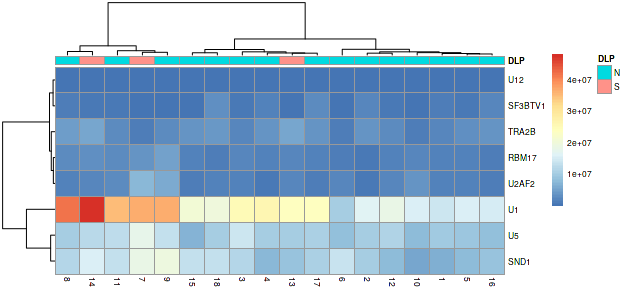 DLP
U12
SF3BTV1
TRA2B
RBM17
U2AF2
U1
U5
SND1
8 14 11 7 9 15 18 3 4 13 17 6 2 12 10 1 5 16
4e+07
3e+07
2e+07
1e+07
DLP
N
S